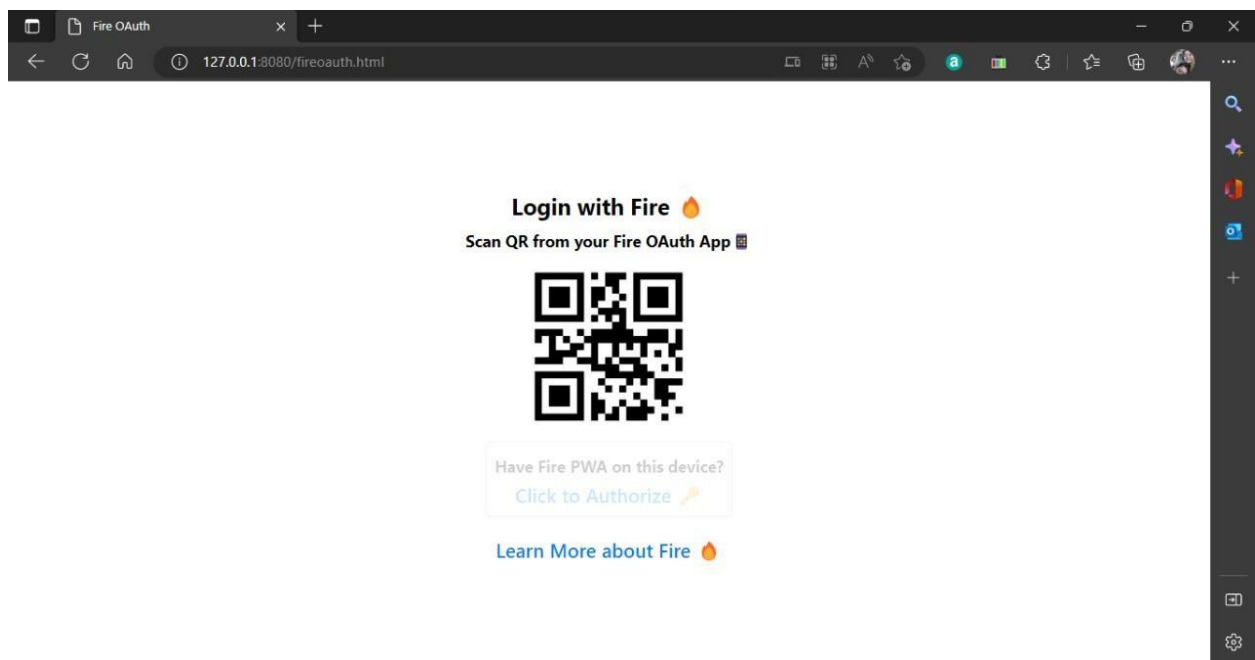 Fire OAuth
127.0.0.1:8080/fireoauth.html
Login with Fire 🔥
Scan QR from your Fire OAuth App
Have Fire PWA on this device?
Click to Authorize 🔑
Learn More about Fire 🔥